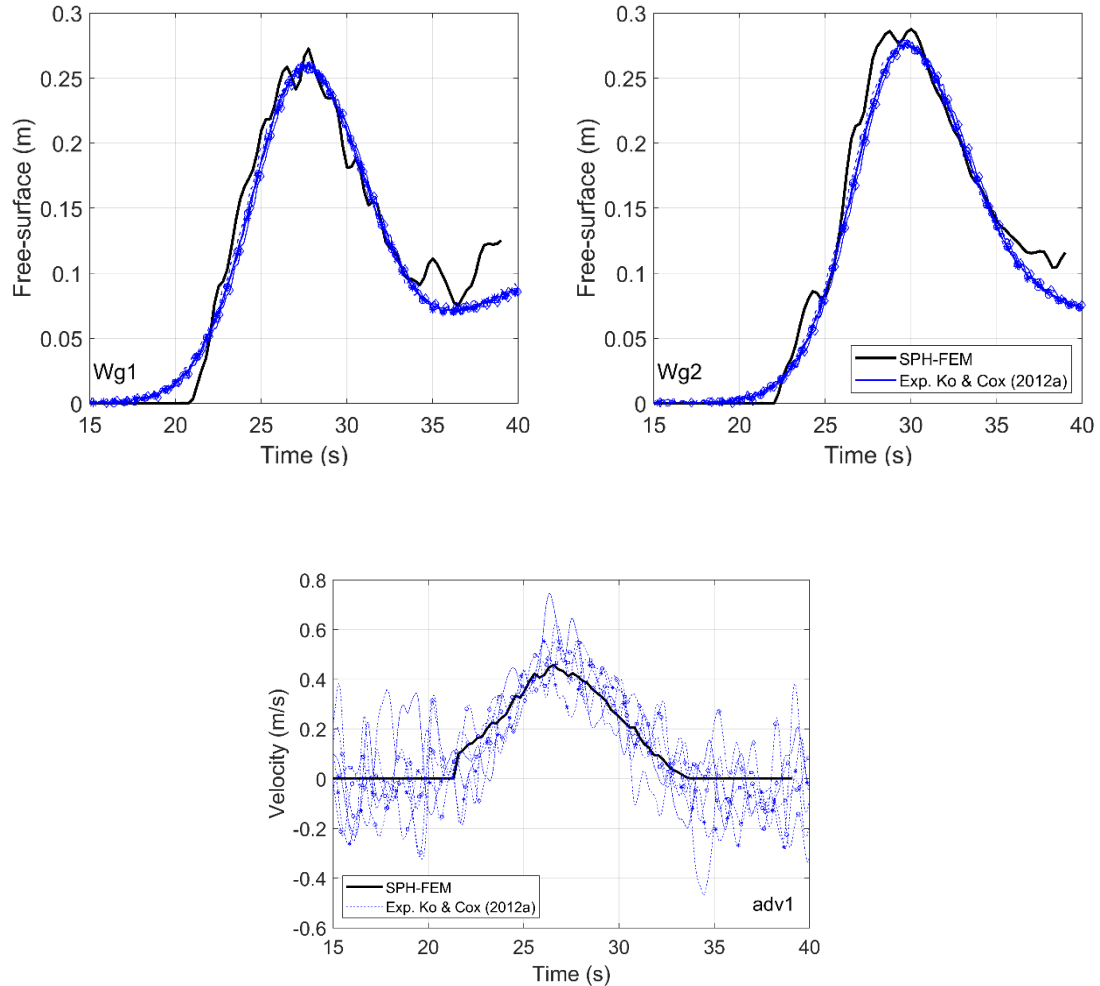 0.3
0.25
0.2
0.15
0.1
0.05
0
Free-surface (m)
Wg1
15 20 25 30 35 40
Time (s)
0.3
0.25
0.2
0.15
0.1
0.05
0
Free-surface (m)
Wg2
SPH-FEM
Exp. Ko & Cox (2012a)
15 20 25 30 35 40
Time (s)
0.8
0.6
0.4
0.2
0
-0.2
-0.4
-0.6
Velocity (m/s)
SPH-FEM
Exp. Ko & Cox (2012a)
adv1
15 20 25 30 35 40
Time (s)